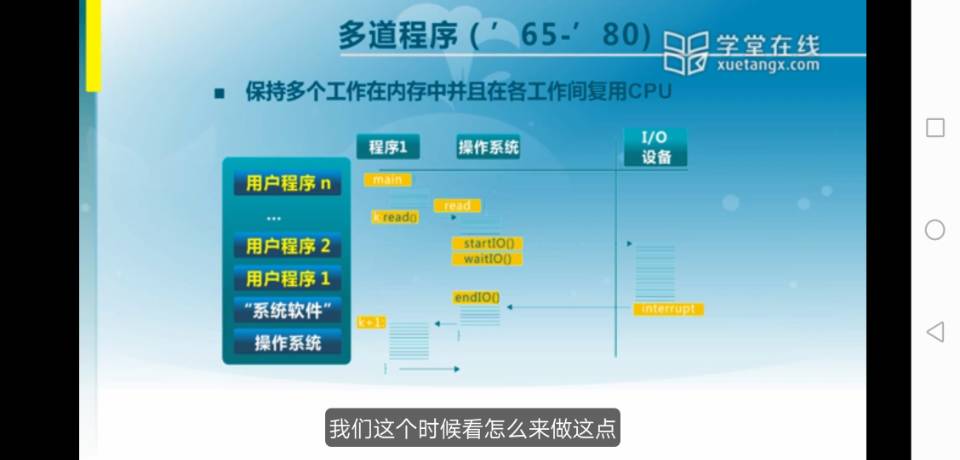 多道程序 (’65-’80)
学堂在线
xuetangx.com
■ 保持多个工作在内存中并且在各工作间复用CPU
程序1
操作系统
I/O
设备
用户程序 n
...
用户程序 2
用户程序 1
“系统软件”
操作系统
main
read
k read()
startIO()
waitIO()
endIO()
interrupt
k+1:
}
}
我们这个时候看怎么来做这点